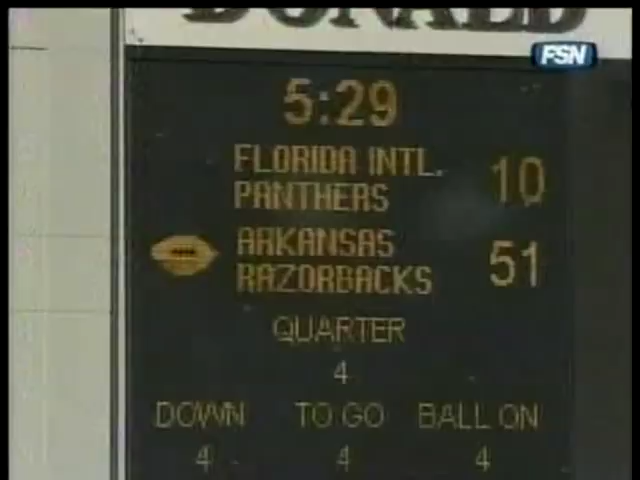 DONALD
FSN
5:29
FLORIDA INTL. 10
PANTHERS
ARKANSAS 51
RAZORBACKS
QUARTER
4
DOWN TO GO BALL ON
4 4 4